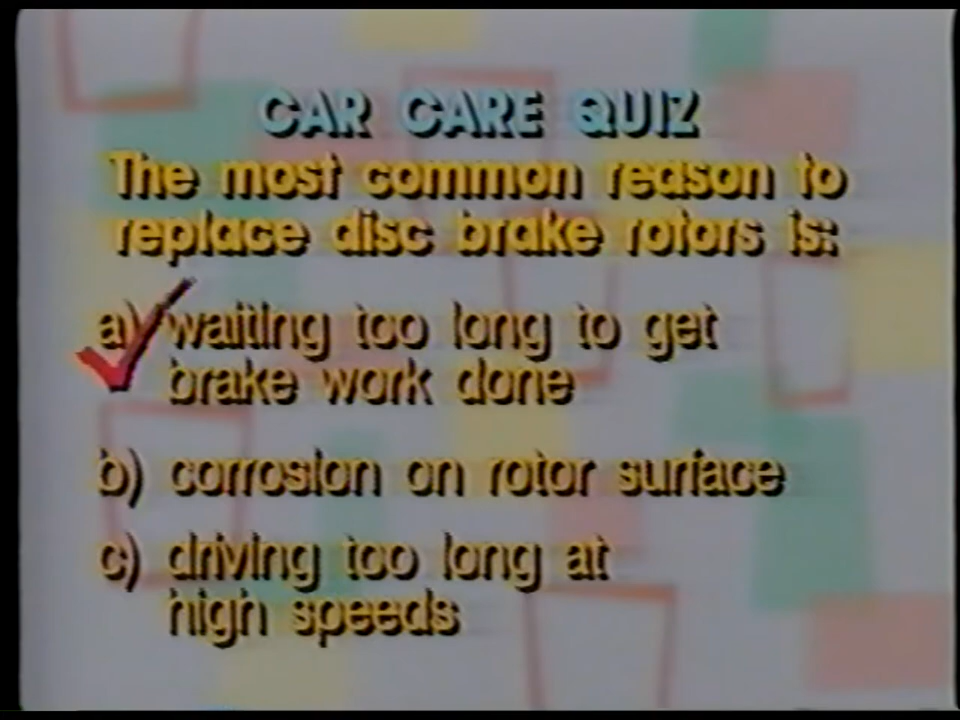 CAR CARE QUIZ
The most common reason to
replace disc brake rotors is:
a) waiting too long to get
brake work done
b) corrosion on rotor surface
c) driving too long at
high speeds